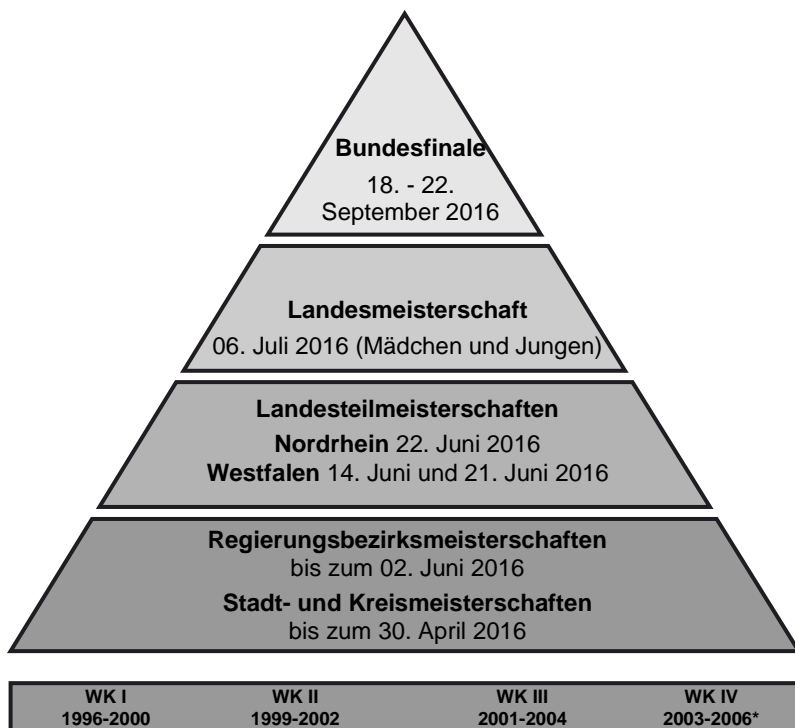 Bundesfinale
18. - 22.
September 2016
Landesmeisterschaft
06. Juli 2016 (Mädchen und Jungen)
Landesteilmeisterschaften
Nordrhein 22. Juni 2016
Westfalen 14. Juni und 21. Juni 2016
Regierungsbezirksmeisterschaften
bis zum 02. Juni 2016
Stadt- und Kreismeisterschaften
bis zum 30. April 2016
WK I WK II WK III WK IV
1996-2000 1999-2002 2001-2004 2003-2006*